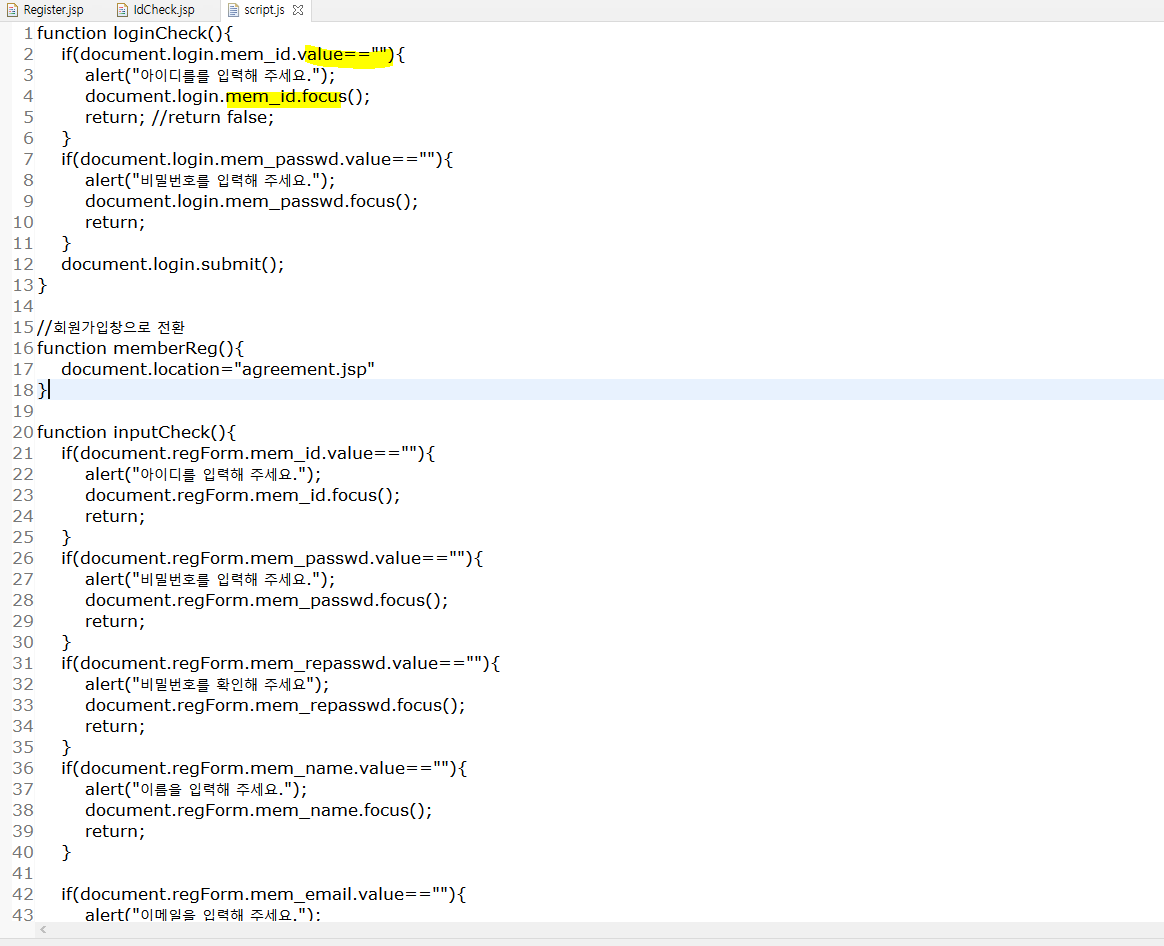 Register.jsp IdCheck.jsp script.js
1 function loginCheck(){
2 if(document.login.mem_id.value==""){
3 alert("아이디를를 입력해 주세요.");
4 document.login.mem_id.focus();
5 return; //return false;
6 }
7 if(document.login.mem_passwd.value==""){
8 alert("비밀번호를 입력해 주세요.");
9 document.login.mem_passwd.focus();
10 return;
11 }
12 document.login.submit();
13 }
14
15 //회원가입창으로 전환
16 function memberReg(){
17 document.location="agreement.jsp"
18 }
19
20 function inputCheck(){
21 if(document.regForm.mem_id.value==""){
22 alert("아이디를 입력해 주세요.");
23 document.regForm.mem_id.focus();
24 return;
25 }
26 if(document.regForm.mem_passwd.value==""){
27 alert("비밀번호를 입력해 주세요.");
28 document.regForm.mem_passwd.focus();
29 return;
30 }
31 if(document.regForm.mem_repasswd.value==""){
32 alert("비밀번호를 확인해 주세요");
33 document.regForm.mem_repasswd.focus();
34 return;
35 }
36 if(document.regForm.mem_name.value==""){
37 alert("이름을 입력해 주세요.");
38 document.regForm.mem_name.focus();
39 return;
40 }
41
42 if(document.regForm.mem_email.value==""){
43 alert("이메일을 입력해 주세요.");